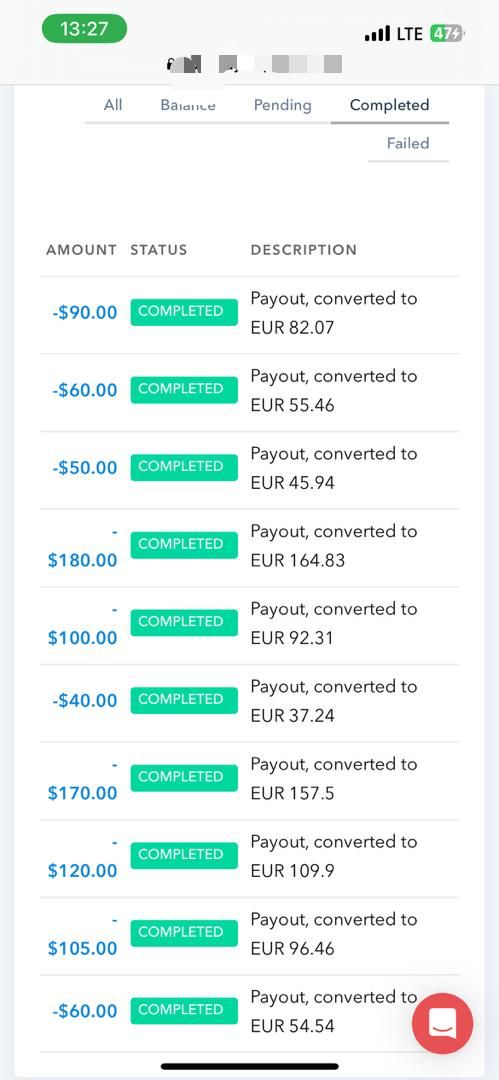 13:27
LTE 47
All Balance Pending Completed
Failed
AMOUNT STATUS DESCRIPTION
-$90.00 COMPLETED Payout, converted to
EUR 82.07
-$60.00 COMPLETED Payout, converted to
EUR 55.46
-$50.00 COMPLETED Payout, converted to
EUR 45.94
- COMPLETED Payout, converted to
$180.00 EUR 164.83
- COMPLETED Payout, converted to
$100.00 EUR 92.31
-$40.00 COMPLETED Payout, converted to
EUR 37.24
- COMPLETED Payout, converted to
$170.00 EUR 157.5
- COMPLETED Payout, converted to
$120.00 EUR 109.9
- COMPLETED Payout, converted to
$105.00 EUR 96.46
-$60.00 COMPLETED Payout, converted to
EUR 54.54